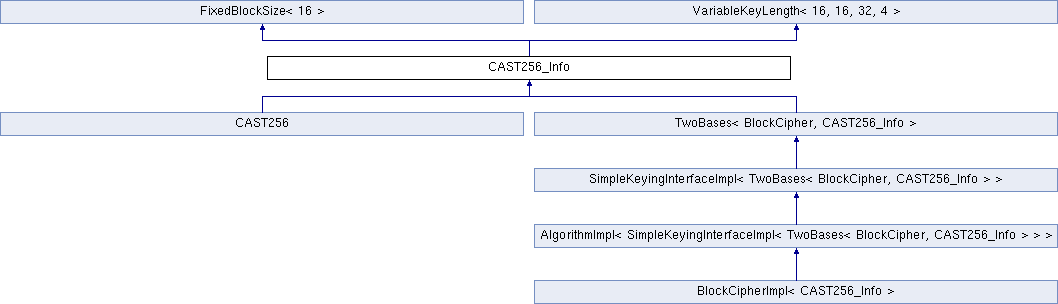 FixedBlockSize< 16 >
VariableKeyLength< 16, 16, 32, 4 >
CAST256_Info
CAST256
TwoBases< BlockCipher, CAST256_Info >
SimpleKeyingInterfaceImpl< TwoBases< BlockCipher, CAST256_Info > >
AlgorithmImpl< SimpleKeyingInterfaceImpl< TwoBases< BlockCipher, CAST256_Info > > >
BlockCipherImpl< CAST256_Info >